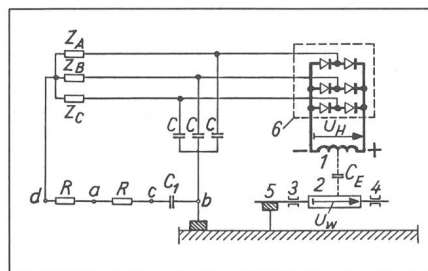 Z_A
Z_B
Z_C
C C C
6
U_H
− 1 +
C_E
d R a R c C_1 b
5 3 2 4
U_W